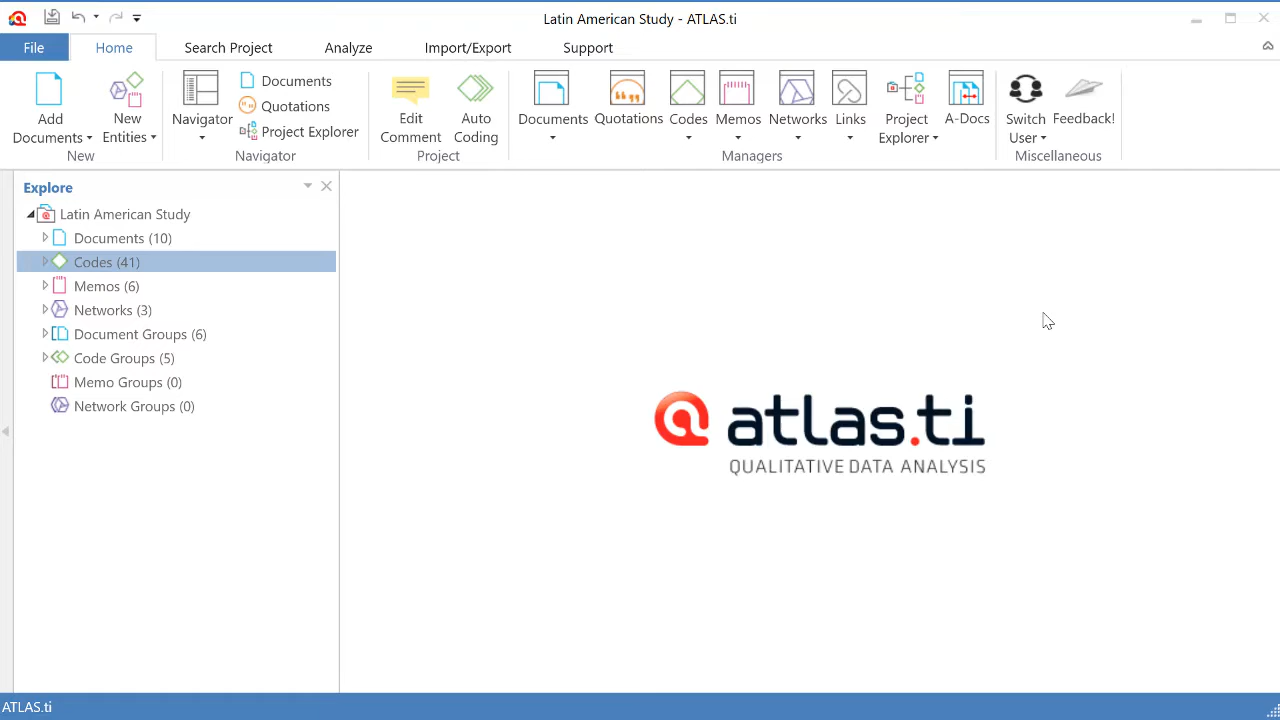 Latin American Study - ATLAS.ti
File Home Search Project Analyze Import/Export Support
Add Documents
New Entities
New
Navigator
Documents
Quotations
Project Explorer
Navigator
Edit Comment
Auto Coding
Project
Documents
Quotations
Codes
Memos
Networks
Links
Project Explorer
A-Docs
Managers
Switch User
Feedback!
Miscellaneous
Explore
Latin American Study
Documents (10)
Codes (41)
Memos (6)
Networks (3)
Document Groups (6)
Code Groups (5)
Memo Groups (0)
Network Groups (0)
atlas.ti
QUALITATIVE DATA ANALYSIS
ATLAS.ti